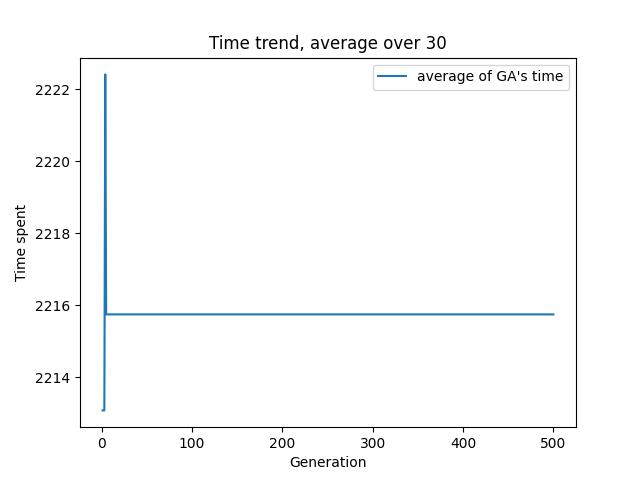 Time trend, average over 30
average of GA's time
Time spent
2222
2220
2218
2216
2214
0 100 200 300 400 500
Generation